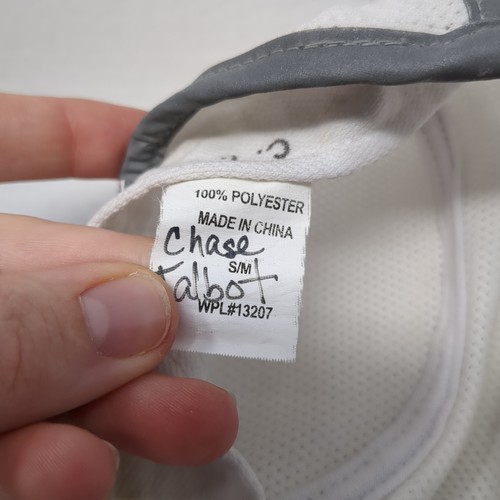 100% POLYESTER
MADE IN CHINA
Chase
S/M
Talbot
WPL#13207